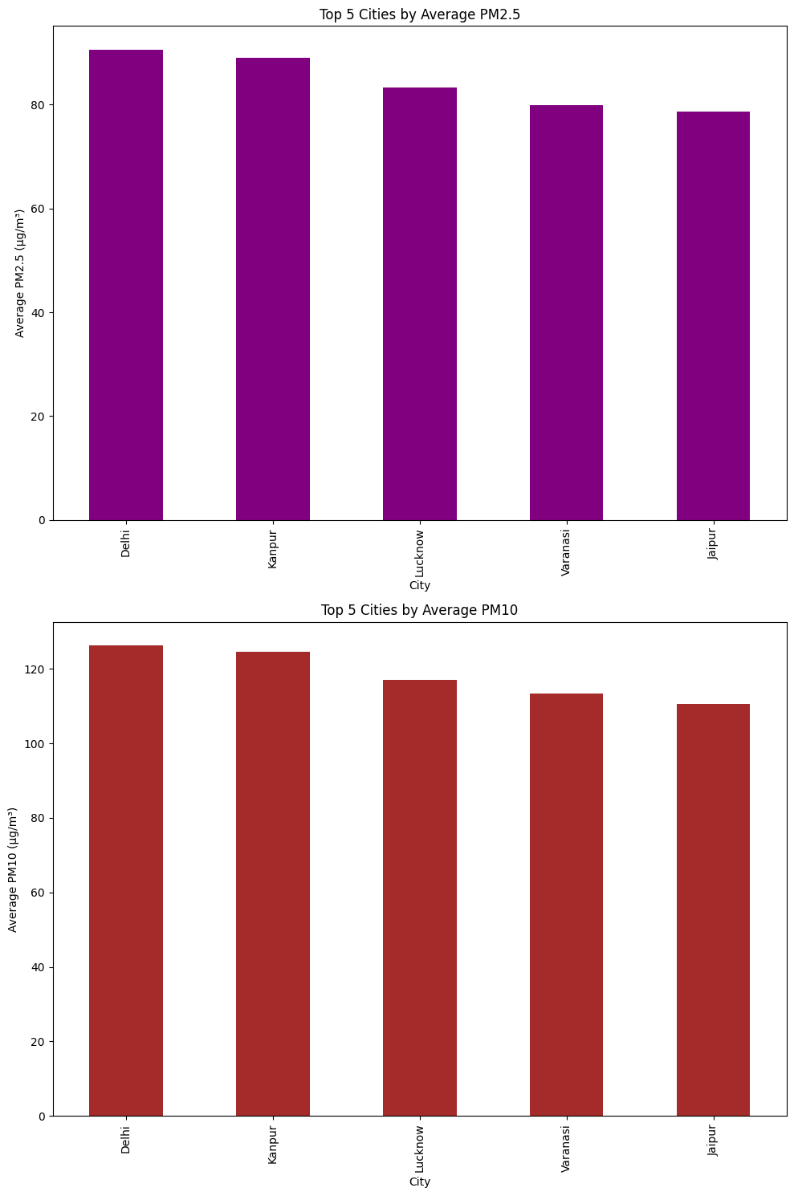 Top 5 Cities by Average PM2.5
Average PM2.5 (µg/m³)
80
60
40
20
0
Delhi
Kanpur
Lucknow
Varanasi
Jaipur
City
Top 5 Cities by Average PM10
Average PM10 (µg/m³)
120
100
80
60
40
20
0
Delhi
Kanpur
Lucknow
Varanasi
Jaipur
City